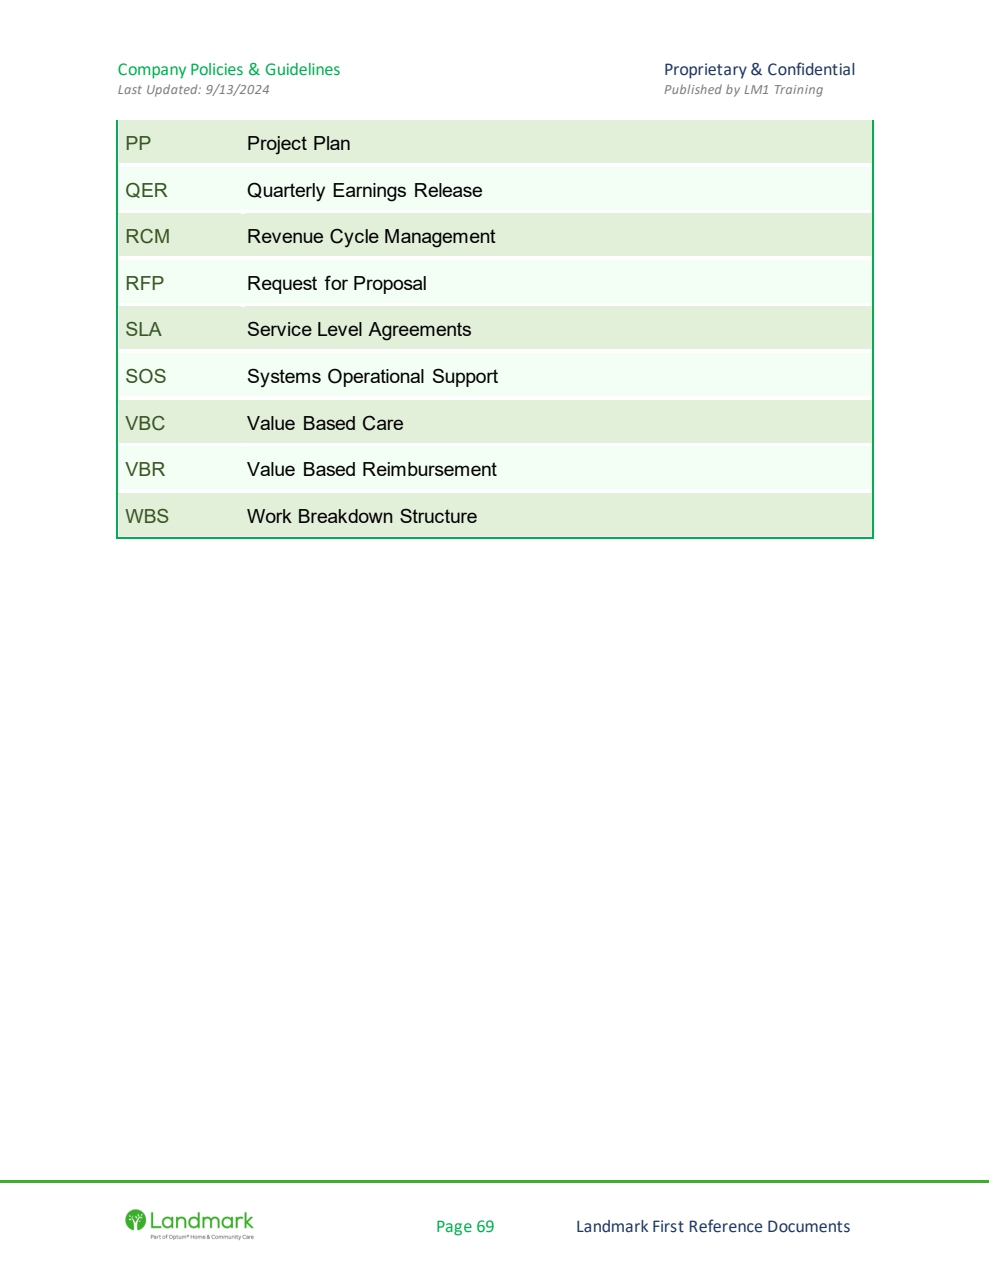 Company Policies & Guidelines Proprietary & Confidential
Last Updated: 9/13/2024 Published by LM1 Training
PP Project Plan
QER Quarterly Earnings Release
RCM Revenue Cycle Management
RFP Request for Proposal
SLA Service Level Agreements
SOS Systems Operational Support
VBC Value Based Care
VBR Value Based Reimbursement
WBS Work Breakdown Structure
Landmark
Part of Optum® Home & Community Care
Page 69 Landmark First Reference Documents